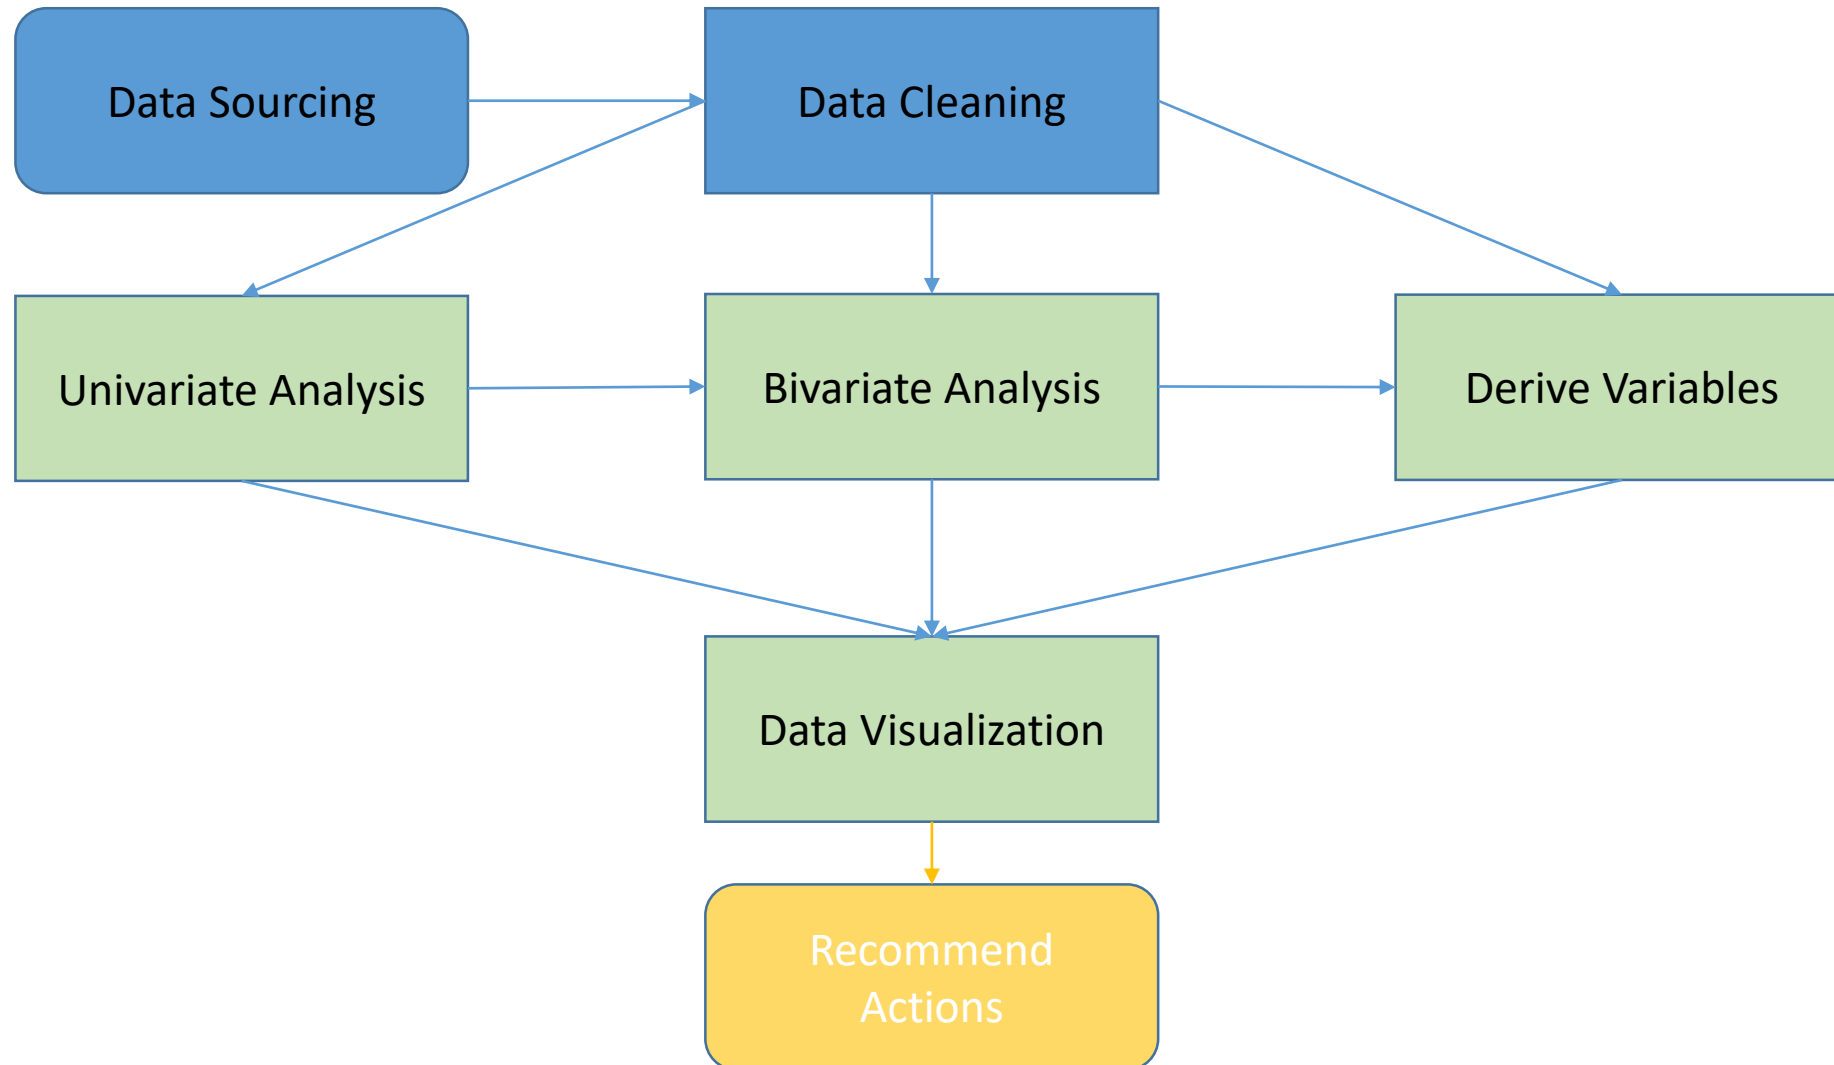 Data Sourcing
Data Cleaning
Univariate Analysis
Bivariate Analysis
Derive Variables
Data Visualization
Recommend
Actions